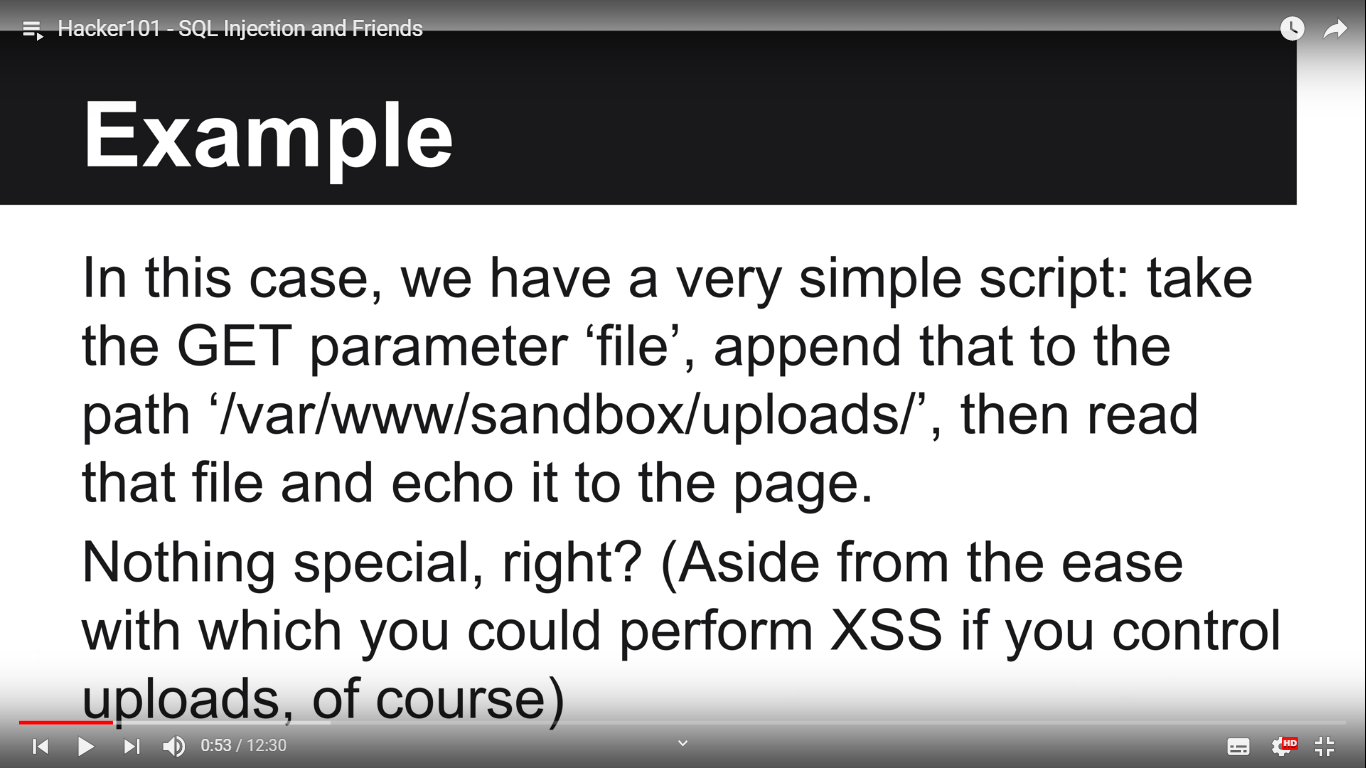 Hacker101 - SQL Injection and Friends
Example
In this case, we have a very simple script: take
the GET parameter ‘file’, append that to the
path ‘/var/www/sandbox/uploads/’, then read
that file and echo it to the page.
Nothing special, right? (Aside from the ease
with which you could perform XSS if you control
uploads, of course)
0:53 / 12:30
HD